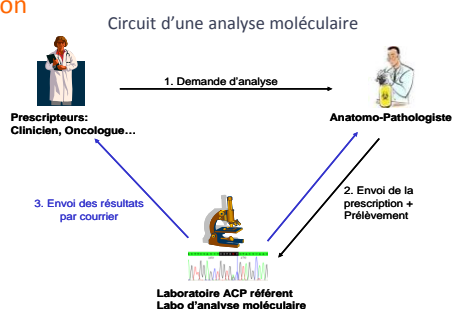 on
Circuit d'une analyse moléculaire
1. Demande d'analyse
Prescripteurs:
Clinicien, Oncologue…
Anatomo-Pathologiste
3. Envoi des résultats
par courrier
2. Envoi de la
prescription +
Prélèvement
Laboratoire ACP référent
Labo d'analyse moléculaire